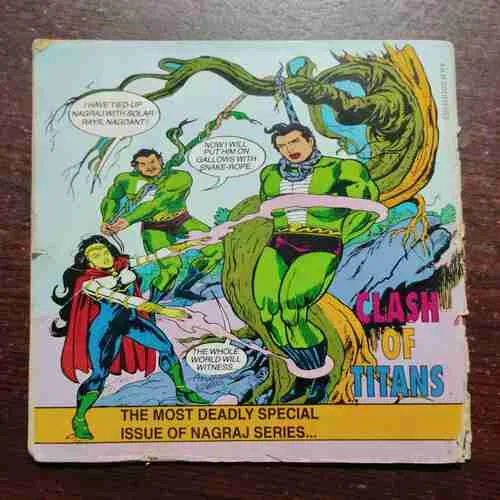 I HAVE TIED-UP
NAGRAJ WITH SOLAR
RAYS, NAGDANT!
NOW I WILL
PUT HIM ON
GALLOWS WITH
SNAKE-ROPE...
THE WHOLE
WORLD WILL
WITNESS...
CLASH
OF
TITANS
THE MOST DEADLY SPECIAL
ISSUE OF NAGRAJ SERIES...